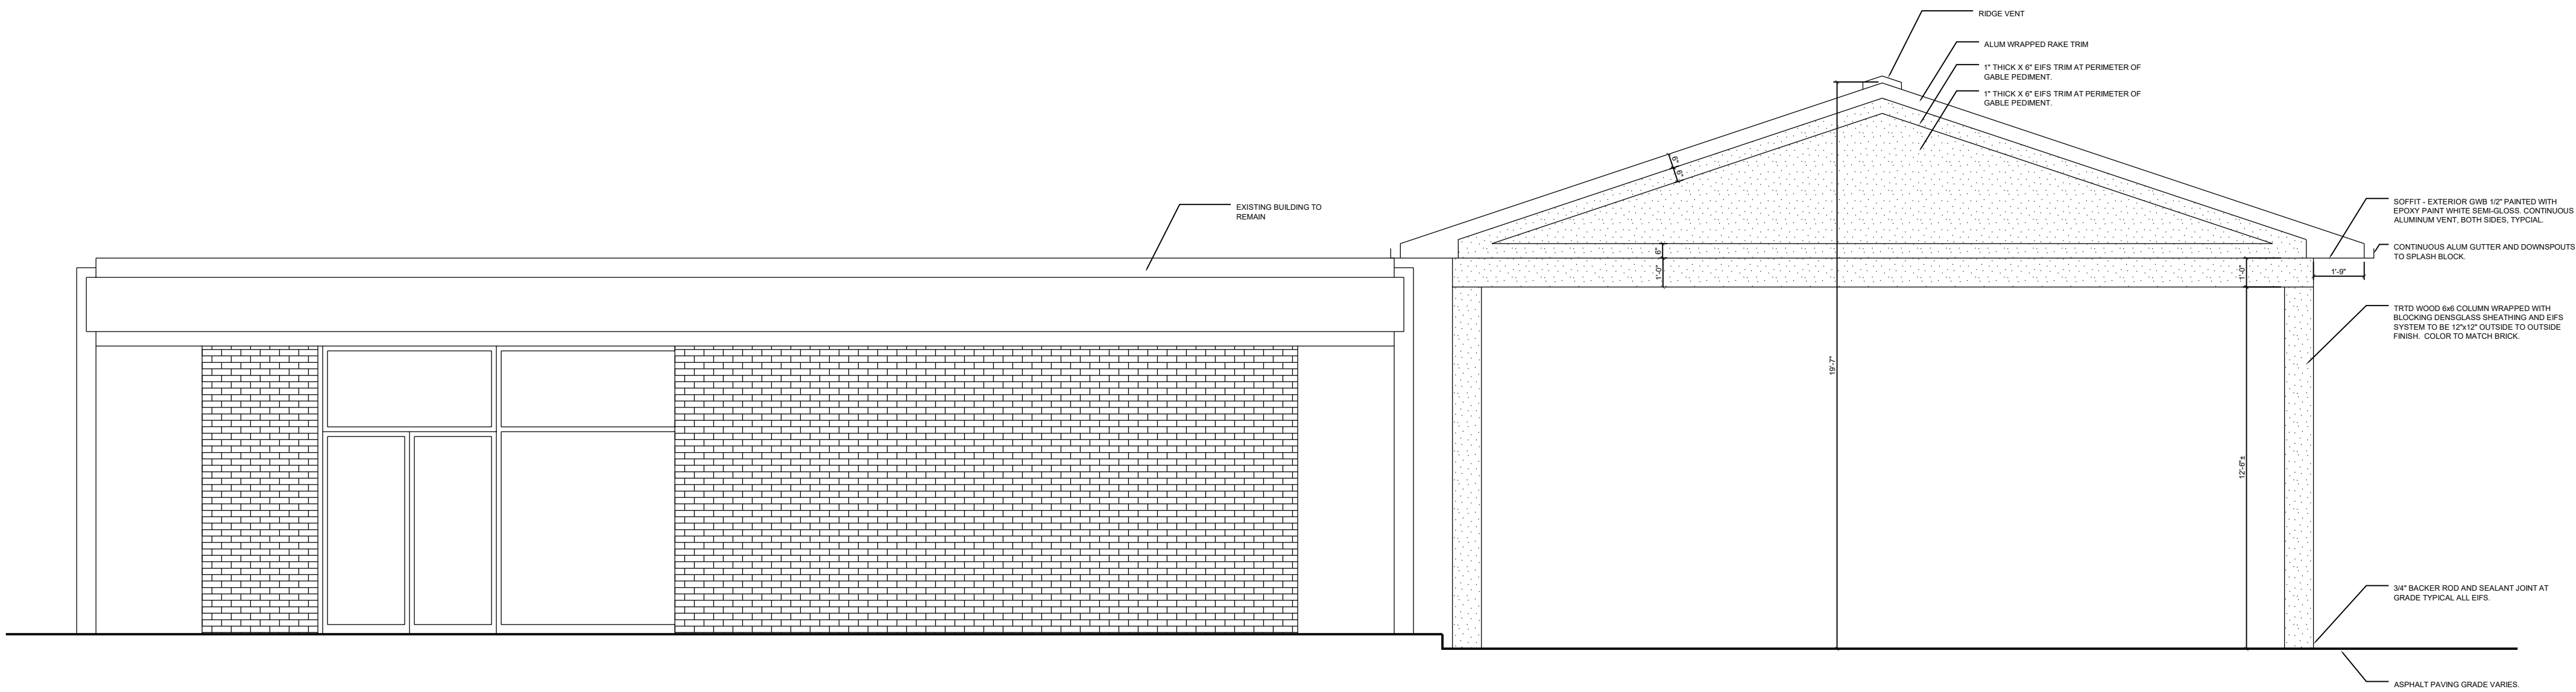 RIDGE VENT
ALUM WRAPPED RAKE TRIM
1" THICK X 6" EIFS TRIM AT PERIMETER OF
GABLE PEDIMENT.
1" THICK X 6" EIFS TRIM AT PERIMETER OF
GABLE PEDIMENT.
6"
6"
EXISTING BUILDING TO
REMAIN
SOFFIT - EXTERIOR GWB 1/2" PAINTED WITH
EPOXY PAINT WHITE SEMI-GLOSS. CONTINUOUS
ALUMINUM VENT, BOTH SIDES, TYPCIAL.
CONTINUOUS ALUM GUTTER AND DOWNSPOUTS
TO SPLASH BLOCK.
6"
1'-0"
1'-0"
1'-9"
TRTD WOOD 6x6 COLUMN WRAPPED WITH
BLOCKING DENSGLASS SHEATHING AND EIFS
SYSTEM TO BE 12"x12" OUTSIDE TO OUTSIDE
FINISH. COLOR TO MATCH BRICK.
19'-7"
12'-6"±
3/4" BACKER ROD AND SEALANT JOINT AT
GRADE TYPICAL ALL EIFS.
ASPHALT PAVING GRADE VARIES.